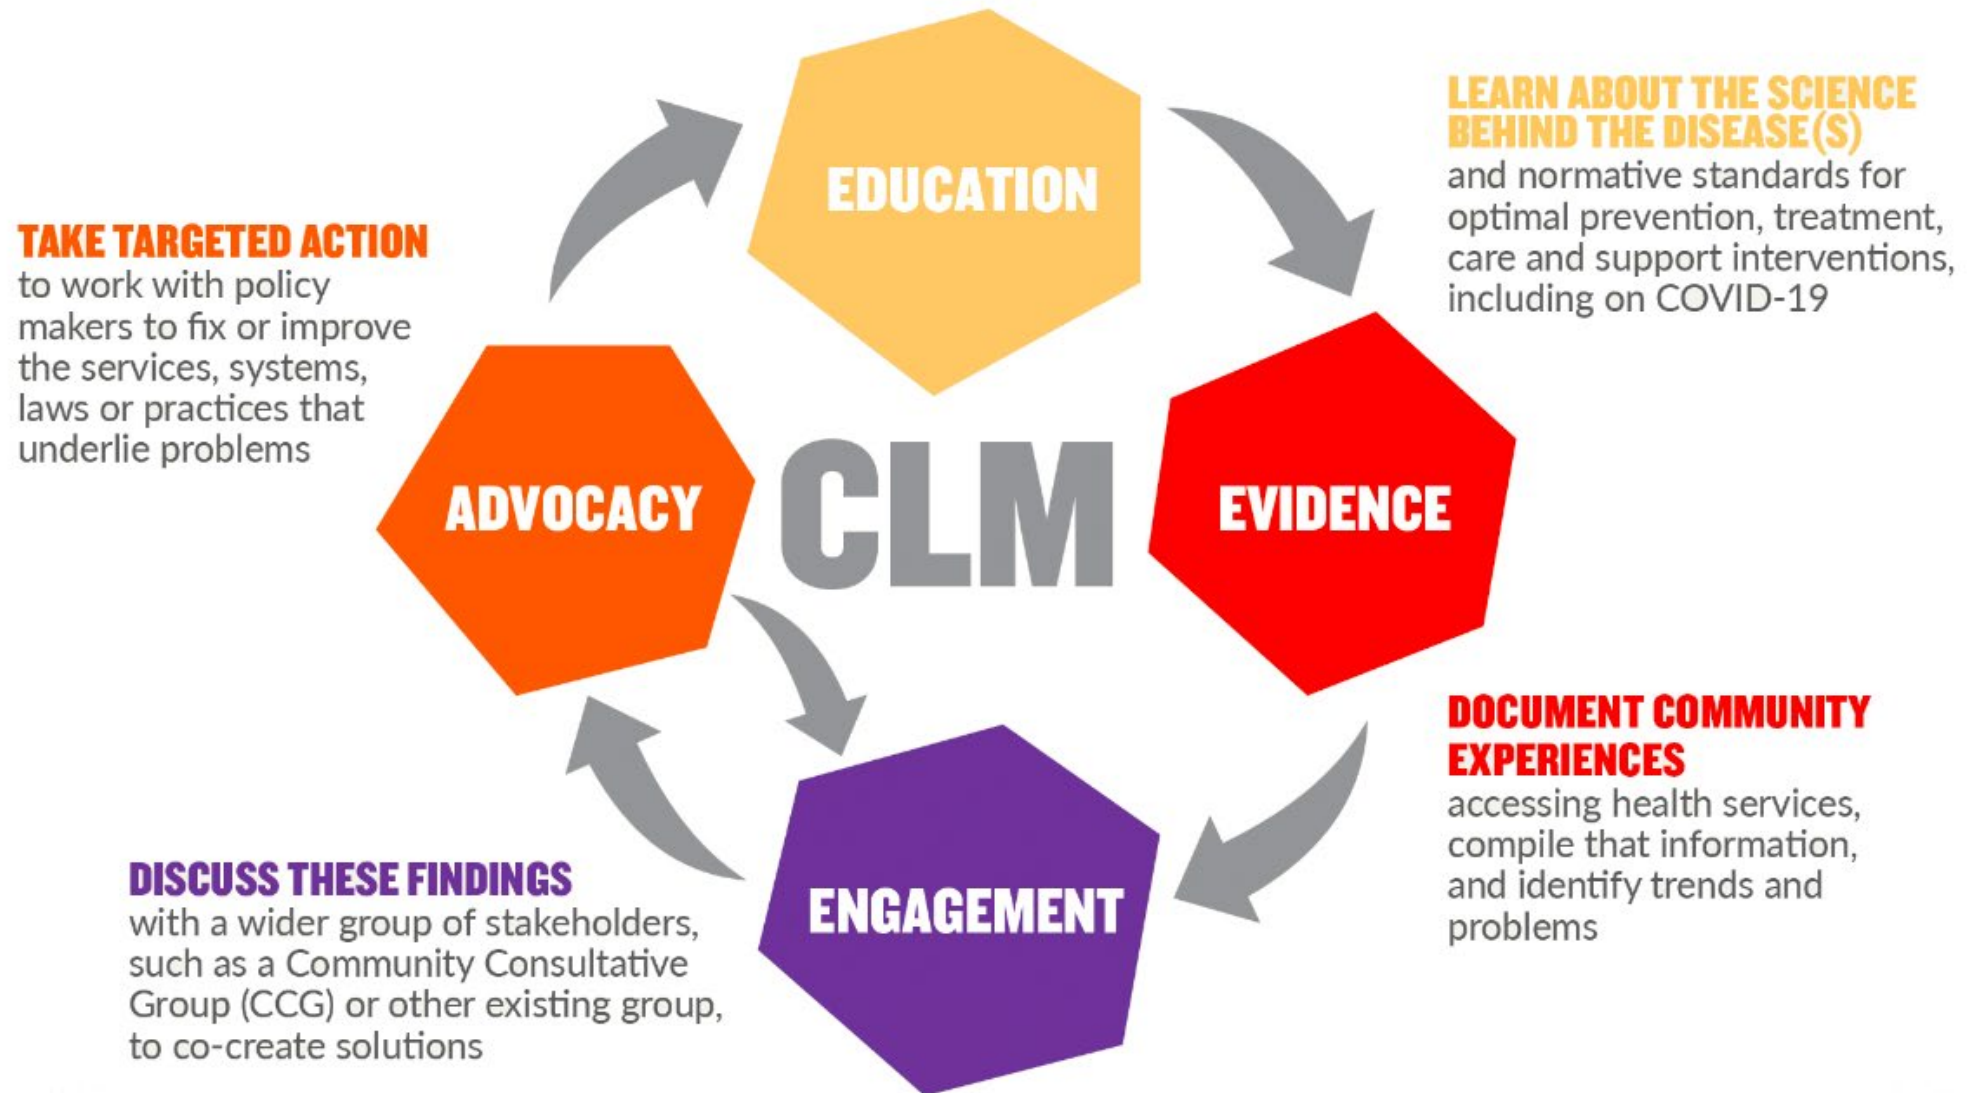 EDUCATION
LEARN ABOUT THE SCIENCE
BEHIND THE DISEASE(S)
and normative standards for
optimal prevention, treatment,
care and support interventions,
including on COVID-19
TAKE TARGETED ACTION
to work with policy
makers to fix or improve
the services, systems,
laws or practices that
underlie problems
ADVOCACY
CLM
EVIDENCE
DOCUMENT COMMUNITY
EXPERIENCES
accessing health services,
compile that information,
and identify trends and
problems
DISCUSS THESE FINDINGS
with a wider group of stakeholders,
such as a Community Consultative
Group (CCG) or other existing group,
to co-create solutions
ENGAGEMENT